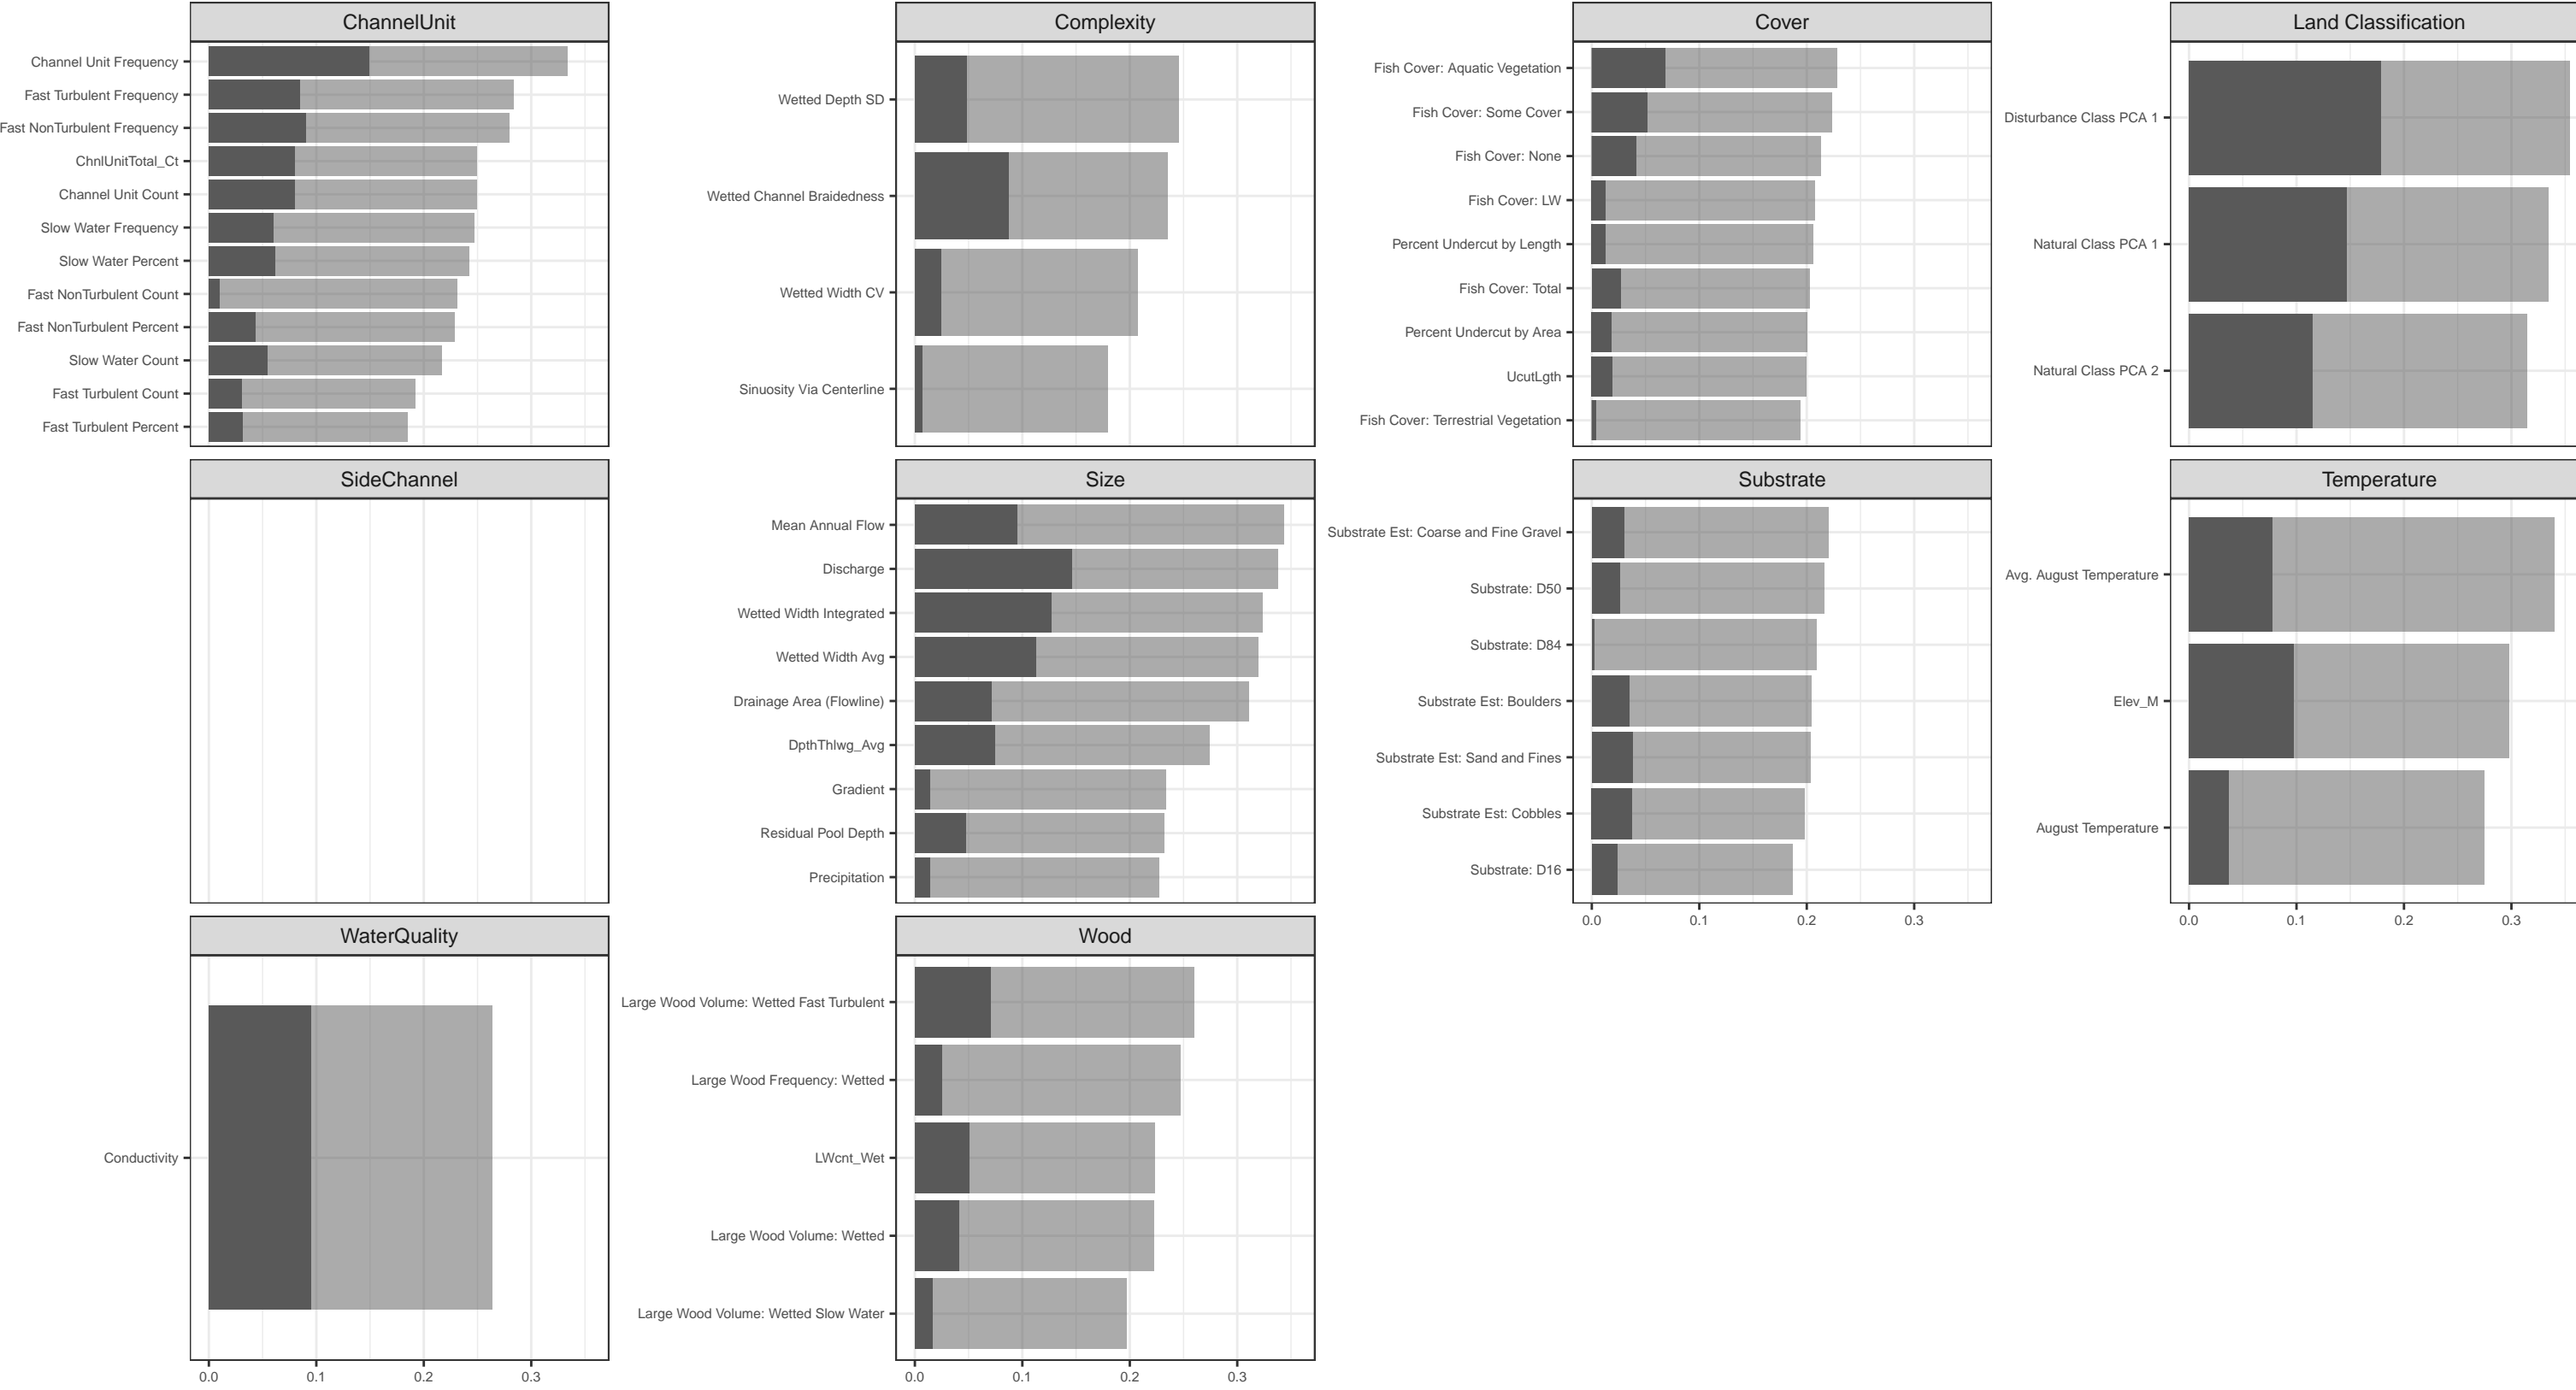 ChannelUnit
Channel Unit Frequency
Fast Turbulent Frequency
Fast NonTurbulent Frequency
ChnlUnitTotal_Ct
Channel Unit Count
Slow Water Frequency
Slow Water Percent
Fast NonTurbulent Count
Fast NonTurbulent Percent
Slow Water Count
Fast Turbulent Count
Fast Turbulent Percent
Complexity
Wetted Depth SD
Wetted Channel Braidedness
Wetted Width CV
Sinuosity Via Centerline
Cover
Fish Cover: Aquatic Vegetation
Fish Cover: Some Cover
Fish Cover: None
Fish Cover: LW
Percent Undercut by Length
Fish Cover: Total
Percent Undercut by Area
UcutLgth
Fish Cover: Terrestrial Vegetation
Land Classification
Disturbance Class PCA 1
Natural Class PCA 1
Natural Class PCA 2
SideChannel
Size
Mean Annual Flow
Discharge
Wetted Width Integrated
Wetted Width Avg
Drainage Area (Flowline)
DpthThlwg_Avg
Gradient
Residual Pool Depth
Precipitation
Substrate
Substrate Est: Coarse and Fine Gravel
Substrate: D50
Substrate: D84
Substrate Est: Boulders
Substrate Est: Sand and Fines
Substrate Est: Cobbles
Substrate: D16
0.0 0.1 0.2 0.3
Temperature
Avg. August Temperature
Elev_M
August Temperature
0.0 0.1 0.2 0.3
WaterQuality
Conductivity
0.0 0.1 0.2 0.3
Wood
Large Wood Volume: Wetted Fast Turbulent
Large Wood Frequency: Wetted
LWcnt_Wet
Large Wood Volume: Wetted
Large Wood Volume: Wetted Slow Water
0.0 0.1 0.2 0.3